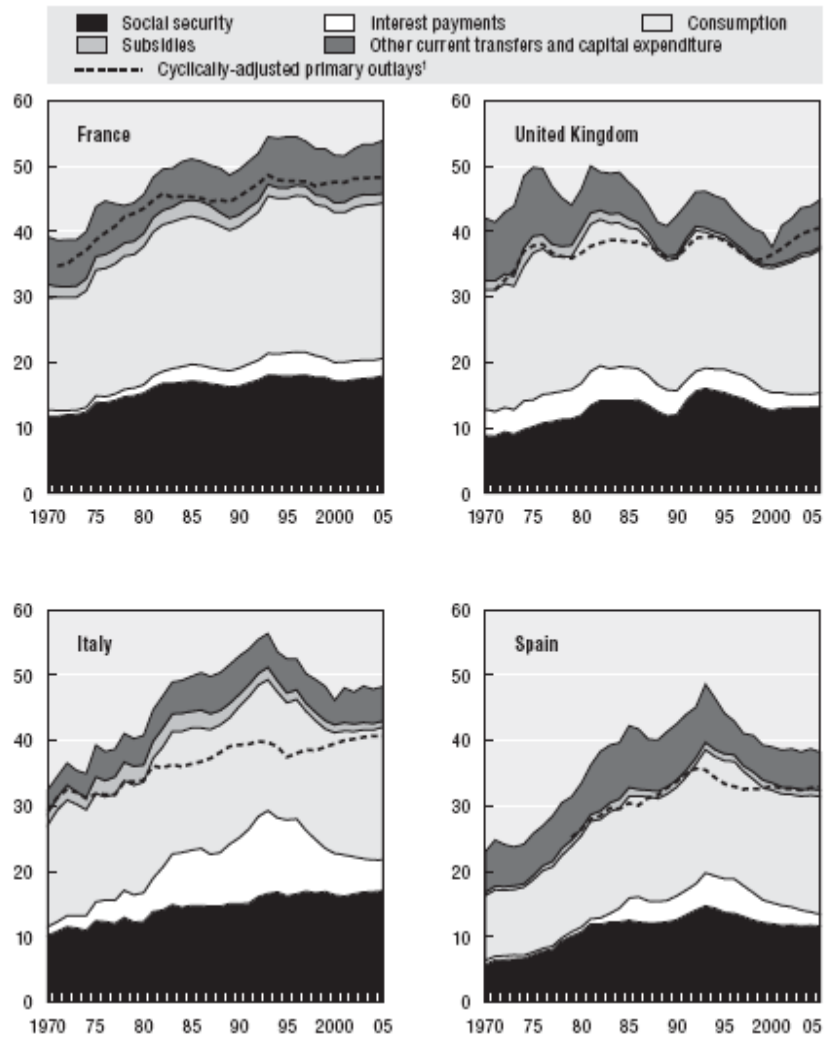 Social security Interest payments Consumption
Subsidies Other current transfers and capital expenditure
Cyclically-adjusted primary outlays¹
60 60
France United Kingdom
50 50
40 40
30 30
20 20
10 10
0 0
1970 75 80 85 90 95 2000 05 1970 75 80 85 90 95 2000 05
60 60
Italy Spain
50 50
40 40
30 30
20 20
10 10
0 0
1970 75 80 85 90 95 2000 05 1970 75 80 85 90 95 2000 05